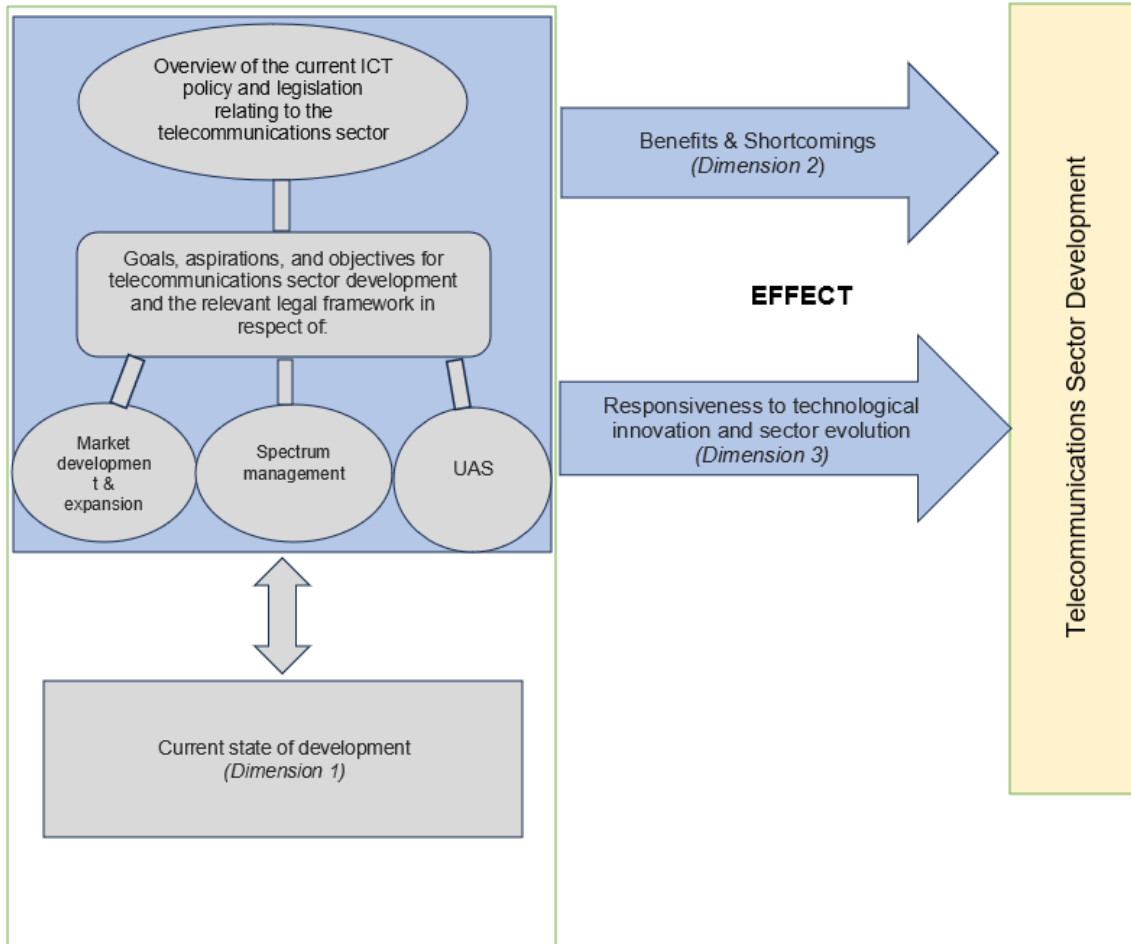 Overview of the current ICT
policy and legislation
relating to the
telecommunications sector
Goals, aspirations, and objectives for
telecommunications sector development
and the relevant legal framework in
respect of:
Market
developmen
t &
expansion
Spectrum
management
UAS
Current state of development
(Dimension 1)
Benefits & Shortcomings
(Dimension 2)
EFFECT
Responsiveness to technological
innovation and sector evolution
(Dimension 3)
Telecommunications Sector Development